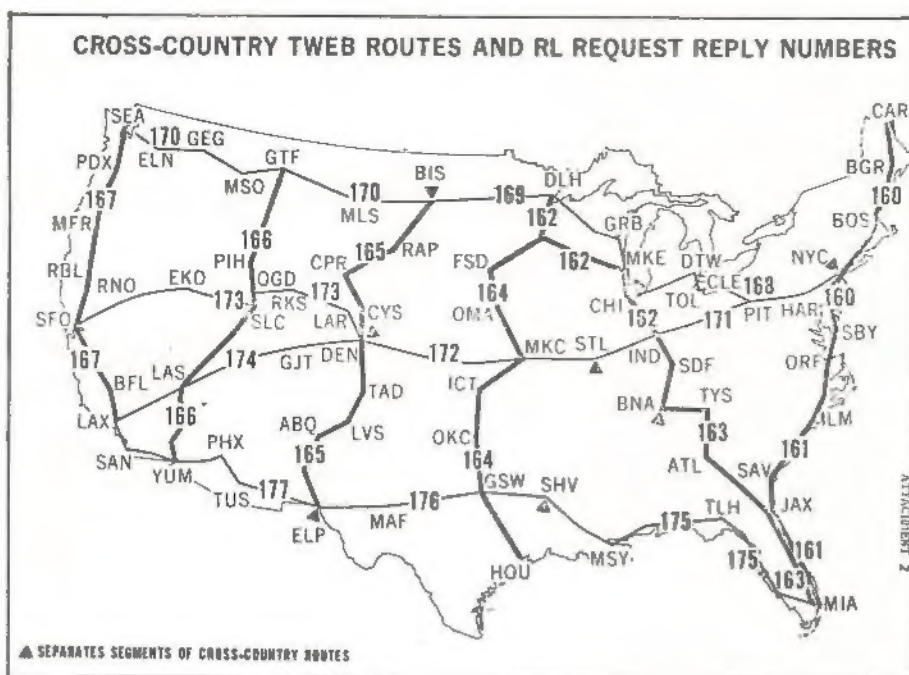 CROSS-COUNTRY TWEB ROUTES AND RL REQUEST REPLY NUMBERS
SEA
CAR
170 GEG
ELN
PDX
GTF
BIS
DLH
BGR
MSO
170
169
160
167
MLS
162
MFR
GRB
BOS
166
165
RAP
CPR
FSD
162
MKE
DTW
NYC
RBL
PIH
CLE
168
RNO
EKO
OGD
164
TOL
173
RKS
173
CHI
PIT
HAR
160
SFO
SLC
CYS
OMA
162
171
SBY
LAR
167
174
DEN
172
MKC
STL
IND
ORF
BFL
LAS
GJT
ICT
SDF
TAD
BNA
TYS
ILM
LAX
166
ABQ
LVS
OKC
163
SAN
PHX
165
164
ATL
SAV
161
YUM
177
GSW
SHV
TUS
176
TLH
JAX
MAF
175
ELP
MSY
175
161
HOU
163
MIA
ATTACHMENT 2
▲ SEPARATES SEGMENTS OF CROSS-COUNTRY ROUTES